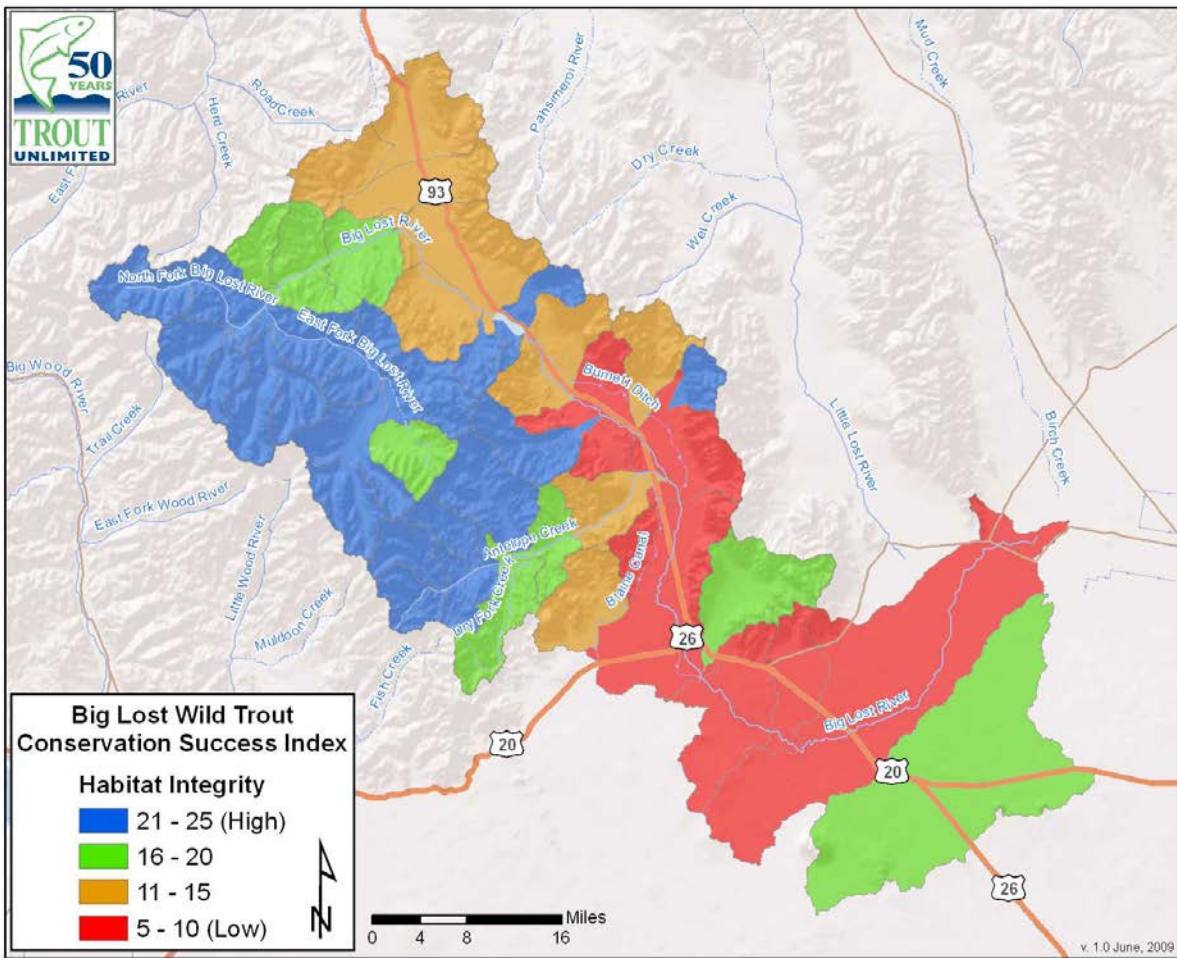 50
YEARS
TROUT
UNLIMITED
River
Road Creek
Herd Creek
East F
Pahsimeroi River
Mud Creek
Dry Creek
Wet Creek
93
Big Lost River
North Fork Big Lost River
East Fork Big Lost River
Big Wood River
Trail Creek
Burnett Ditch
Little Lost River
Birch Creek
East Fork Wood River
Little Wood River
Antelope Creek
Blaine Canal
Dry Fork Creek
Muldoon Creek
Fish Creek
26
Big Lost River
20
20
26
Big Lost Wild Trout
Conservation Success Index
Habitat Integrity
21 - 25 (High)
16 - 20
11 - 15
5 - 10 (Low)
N
Miles
0 4 8 16
v. 1.0 June, 2009